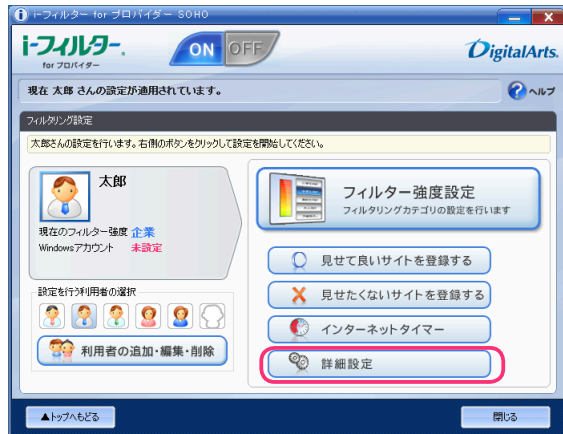 i-フィルター for プロバイダー SOHO
i-フィルター.
for プロバイダー
ON OFF
DigitalArts.
現在 太郎 さんの設定が適用されています。
ヘルプ
フィルタリング設定
太郎さんの設定を行います。右側のボタンをクリックして設定を開始してください。
太郎
現在のフィルター強度 企業
Windowsアカウント 未設定
設定を行う利用者の選択
利用者の追加・編集・削除
フィルター強度設定
フィルタリングカテゴリの設定を行います
見せて良いサイトを登録する
見せたくないサイトを登録する
インターネットタイマー
詳細設定
▲トップへもどる
閉じる